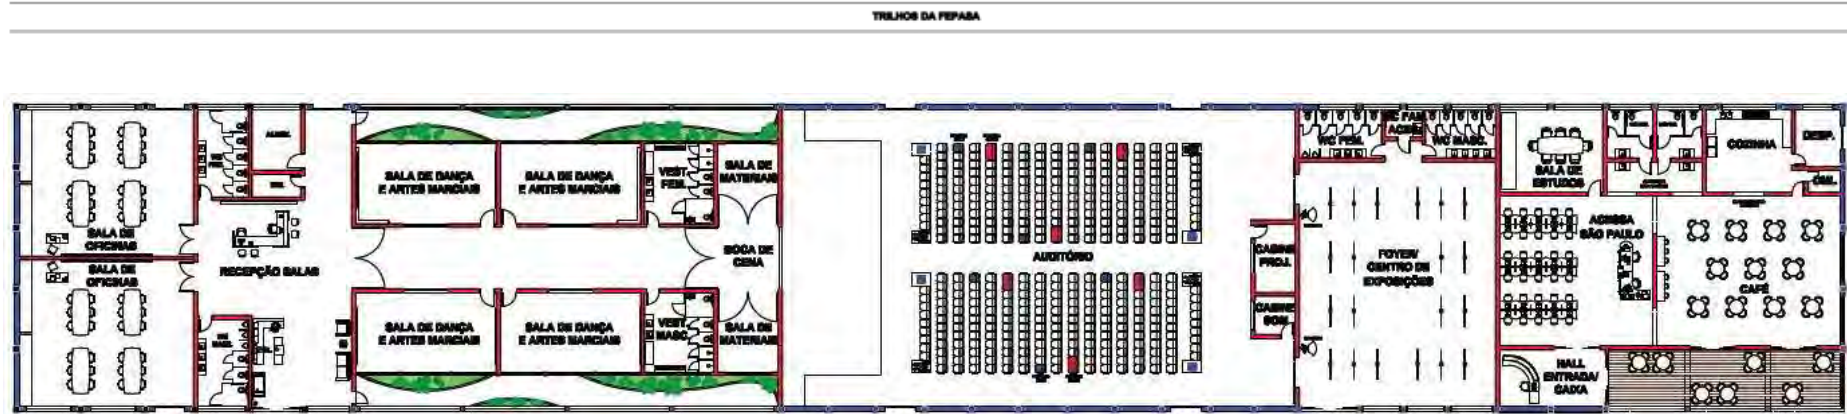 TRILHOS DA FEPASA
SALA DE
OFICINAS
SALA DE
OFICINAS
ALMOX.
RECEPÇÃO SALAS
SALA DE DANÇA
E ARTES MARCIAIS
SALA DE DANÇA
E ARTES MARCIAIS
SALA DE DANÇA
E ARTES MARCIAIS
SALA DE DANÇA
E ARTES MARCIAIS
VEST.
FEM.
VEST.
MASC.
SALA DE
MATERIAIS
BOCA DE
CENA
SALA DE
MATERIAIS
AUDITÓRIO
CABINE
PROJ.
CABINE
SOM
WC FEM.
WC MASC.
FOYER/
CENTRO DE
EXPOSIÇÕES
SALA DE
ESTUDOS
ACESSA
SÃO PAULO
COZINHA
DESP.
CAFÉ
HALL
ENTRADA/
CAIXA